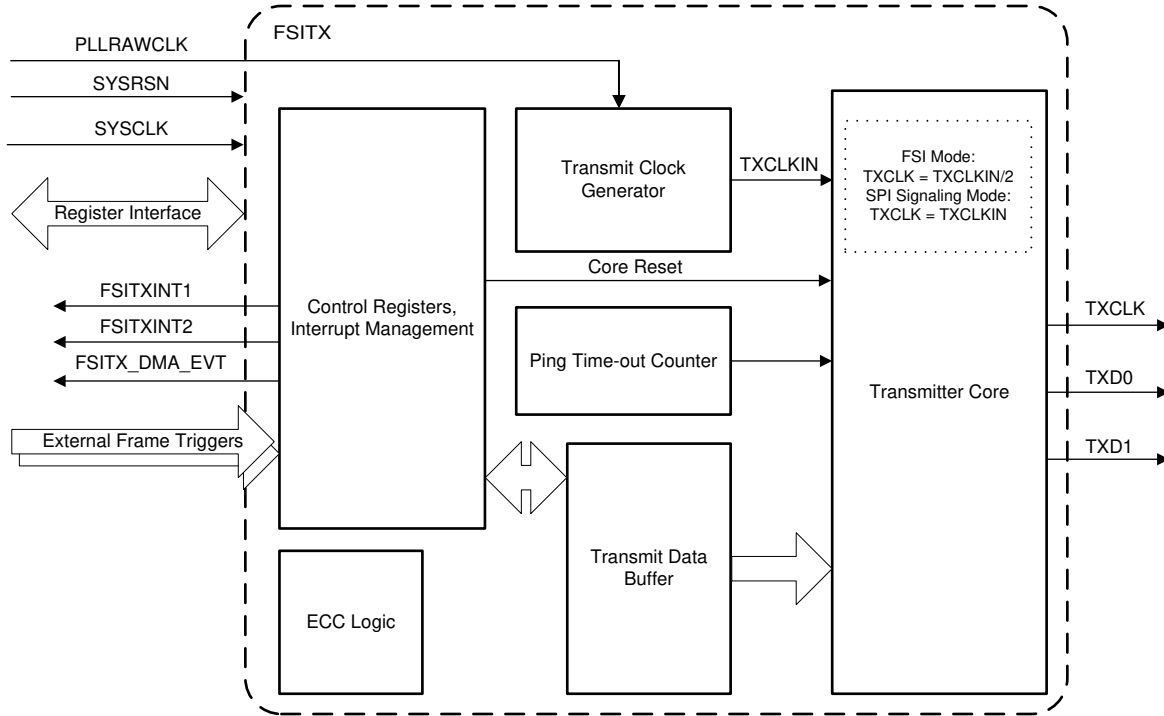 FSITX
PLLRAWCLK
SYSRSN
SYSCLK
Register Interface
FSITXINT1
FSITXINT2
FSITX_DMA_EVT
External Frame Triggers
Control Registers,
Interrupt Management
ECC Logic
Transmit Clock
Generator
TXCLKIN
Core Reset
Ping Time-out Counter
Transmit Data
Buffer
FSI Mode:
TXCLK = TXCLKIN/2
SPI Signaling Mode:
TXCLK = TXCLKIN
Transmitter Core
TXCLK
TXD0
TXD1